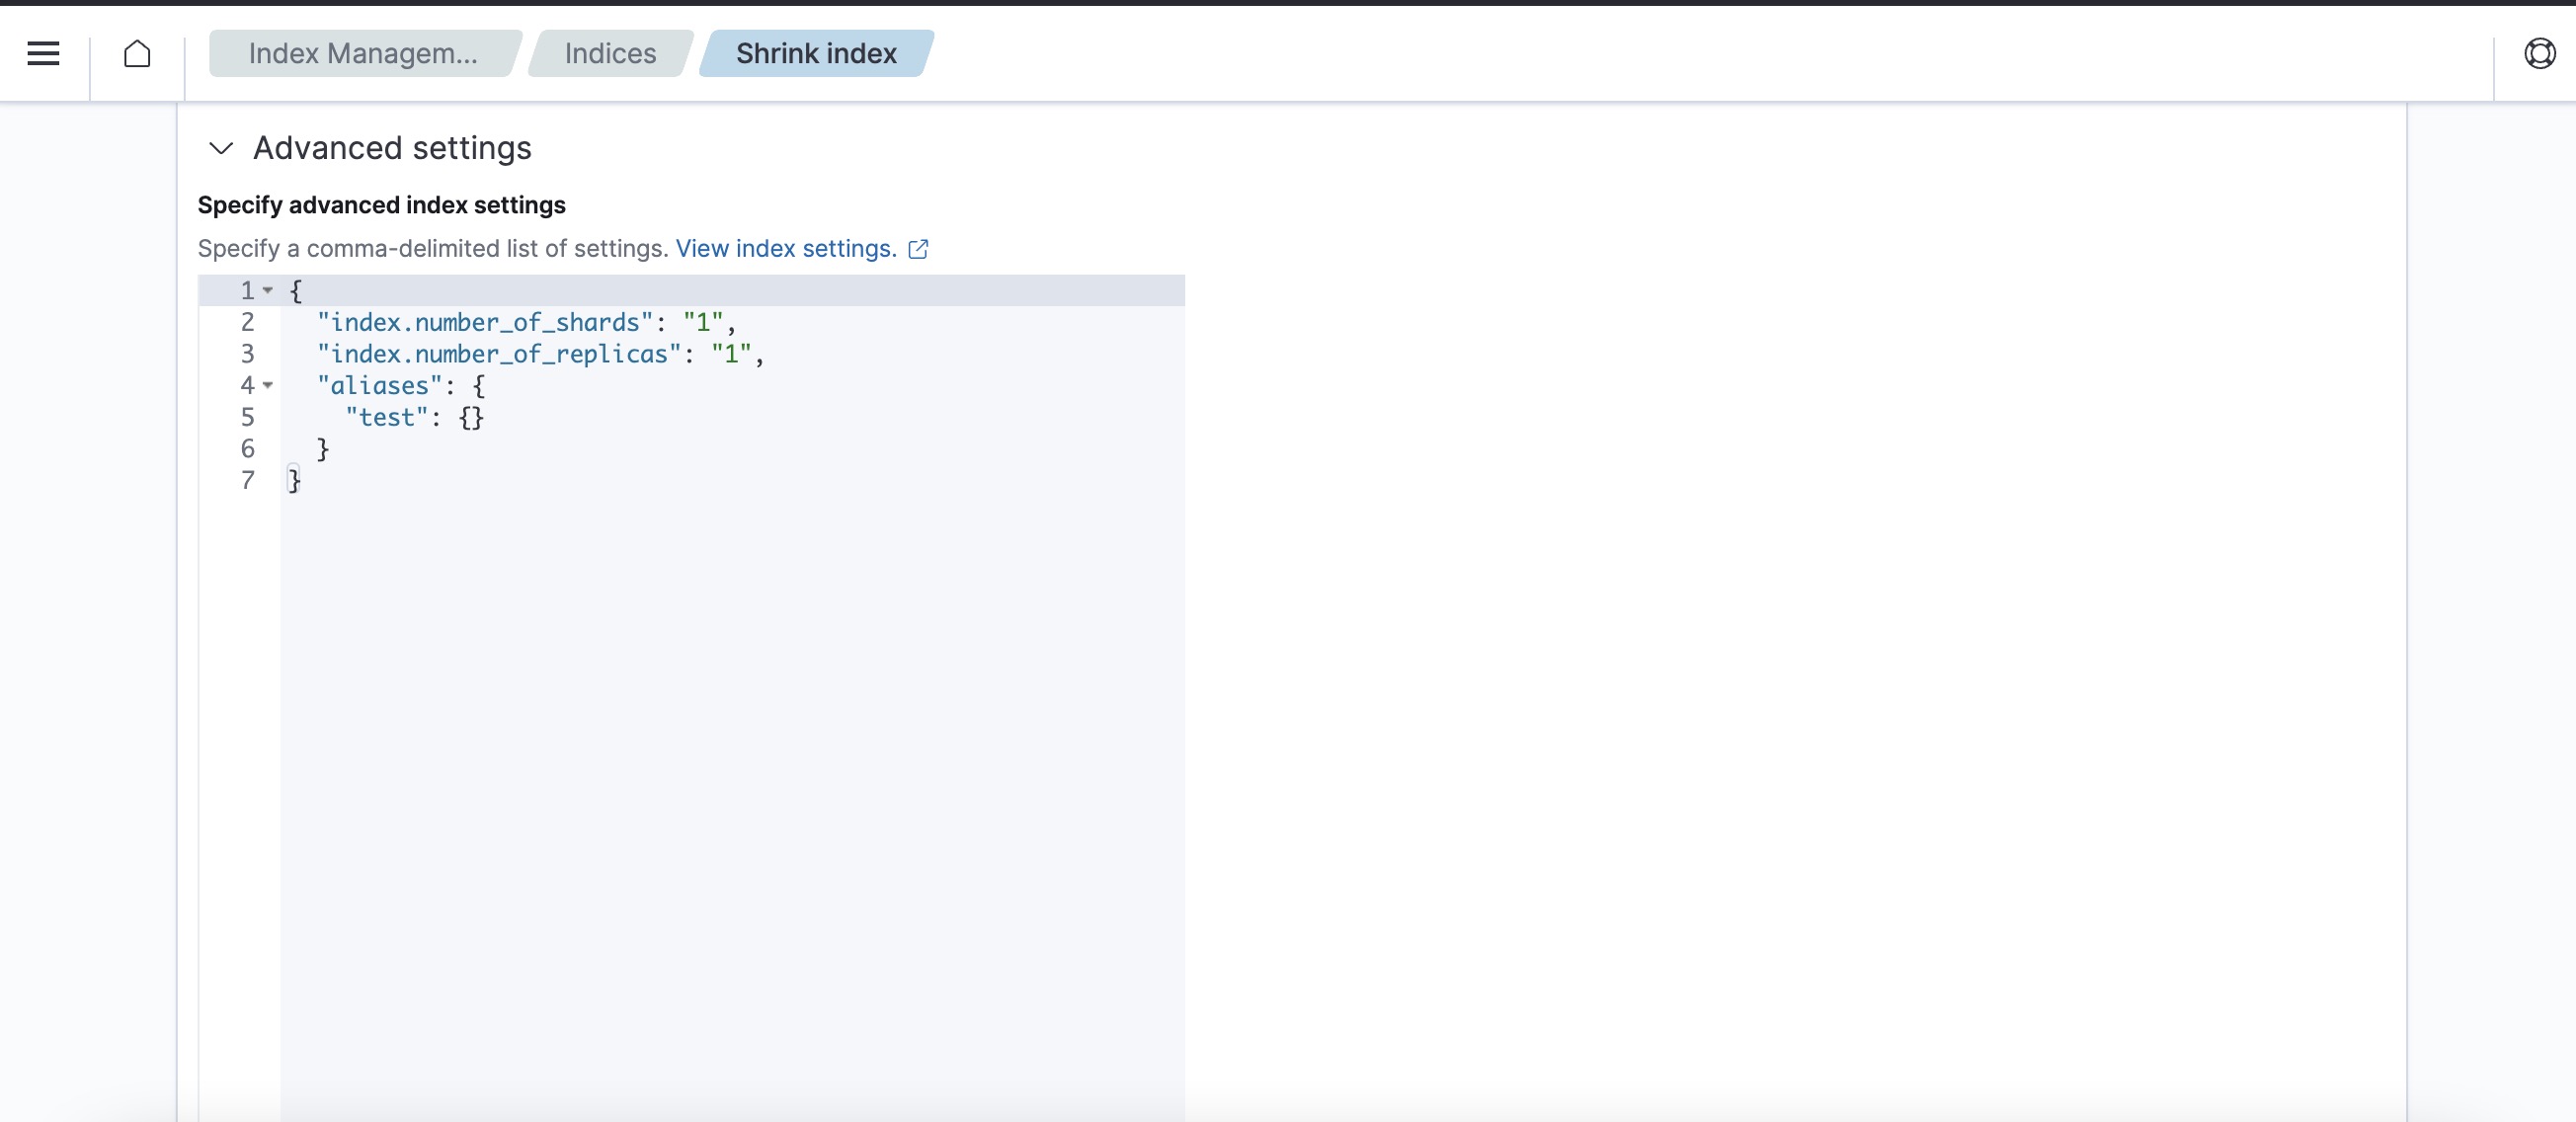 Index Managem...
Indices
Shrink index
Advanced settings
Specify advanced index settings
Specify a comma-delimited list of settings. View index settings.
1 {
2 "index.number_of_shards": "1",
3 "index.number_of_replicas": "1",
4 "aliases": {
5 "test": {}
6 }
7 }